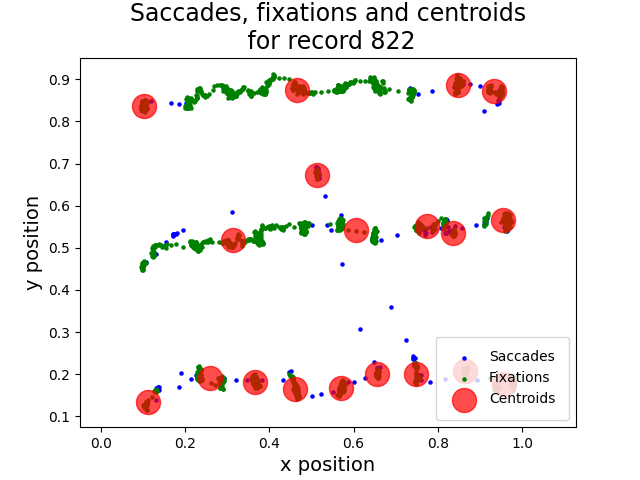 Saccades, fixations and centroids
for record 822
y position
0.9
0.8
0.7
0.6
0.5
0.4
0.3
0.2
0.1
0.0
0.2
0.4
0.6
0.8
1.0
x position
Saccades
Fixations
Centroids